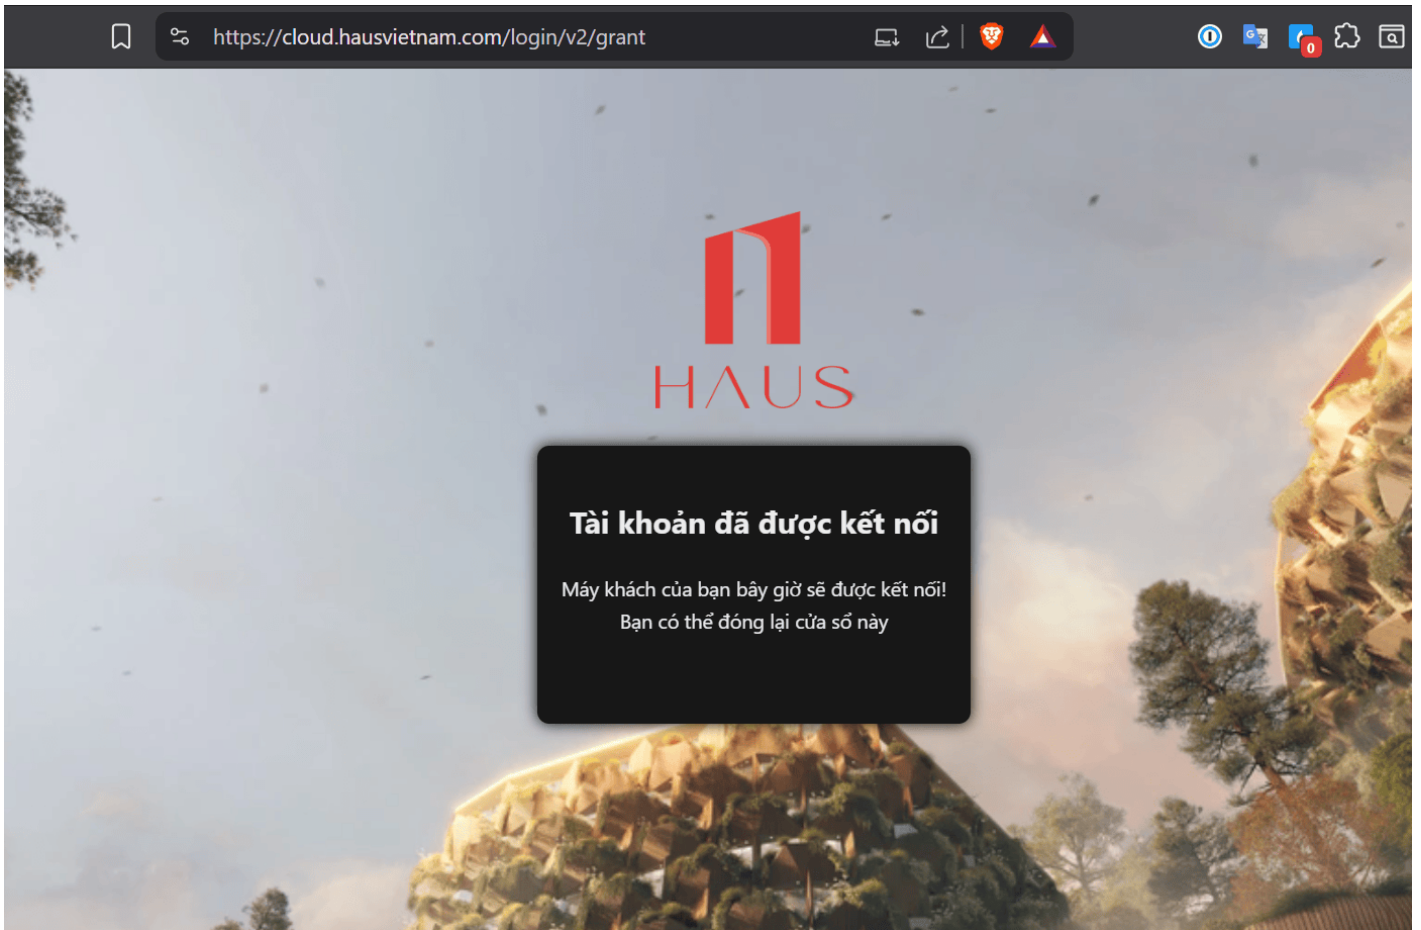 https://cloud.hausvietnam.com/login/v2/grant
0
HAUS
Tài khoản đã được kết nối
Máy khách của bạn bây giờ sẽ được kết nối!
Bạn có thể đóng lại cửa sổ này